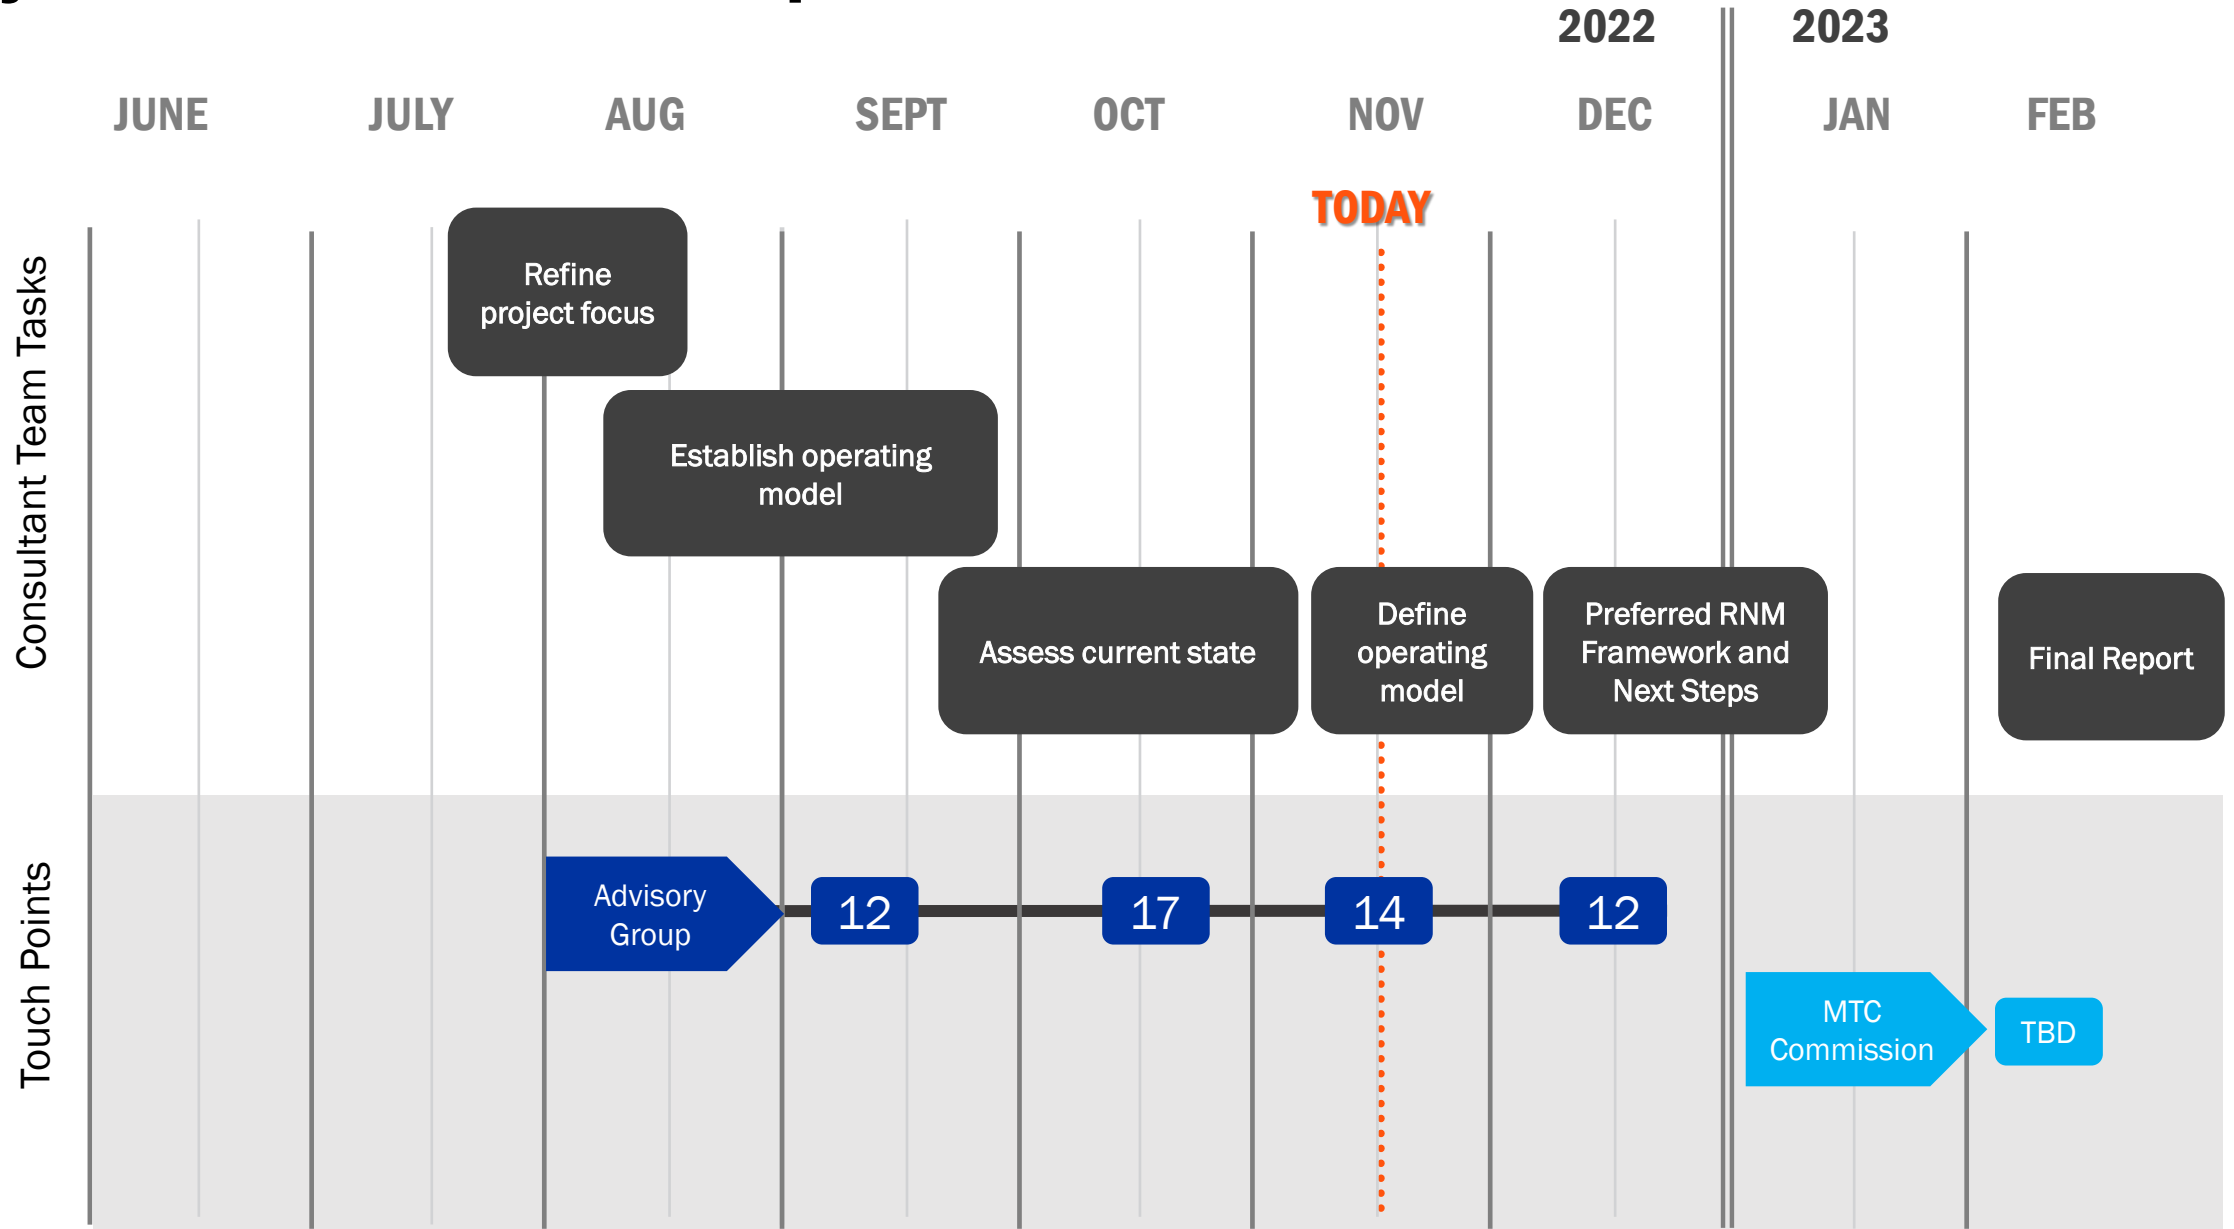 2022 2023
JUNE JULY AUG SEPT OCT NOV DEC JAN FEB
TODAY
Consultant Team Tasks
Refine
project focus
Establish operating
model
Assess current state
Define
operating
model
Preferred RNM
Framework and
Next Steps
Final Report
Touch Points
Advisory
Group
12 17 14 12
MTC
Commission
TBD